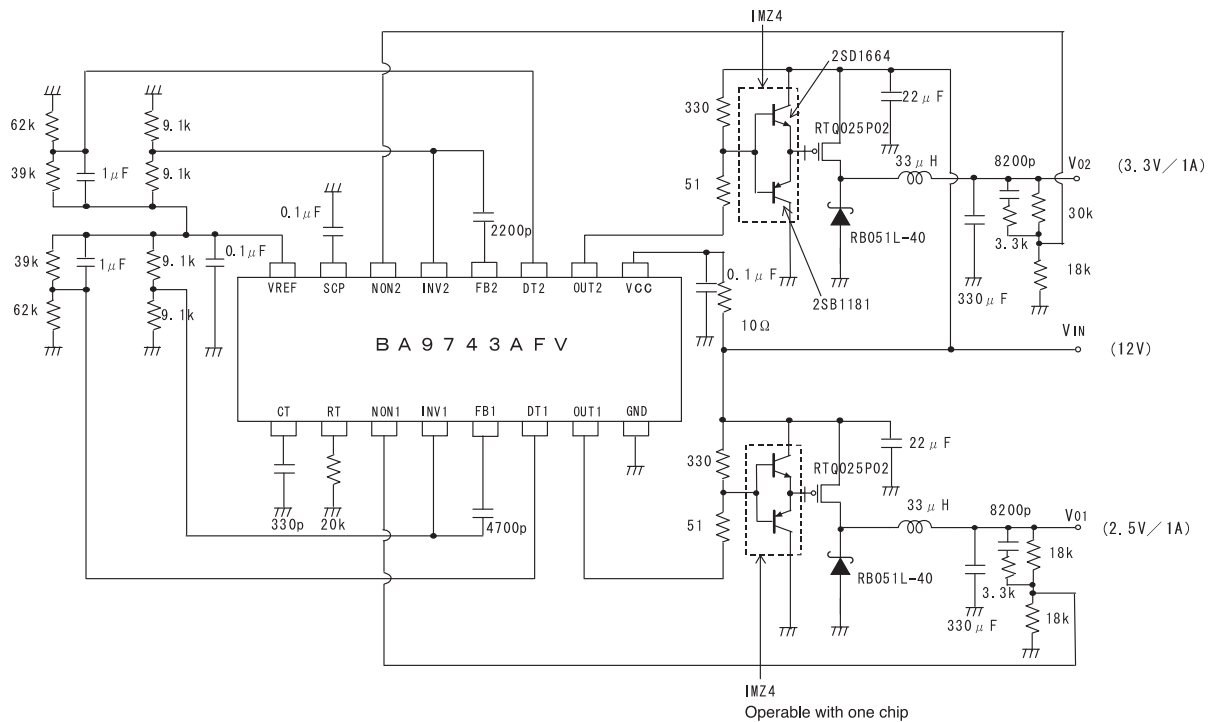 IMZ4
2SD1664
330
22μF
RTQ025P02
62k
9.1k
39k
1μF
9.1k
51
33μH
8200p
VO2
(3.3V/1A)
0.1μF
2200p
3.3k
30k
RB051L-40
39k
1μF
9.1k
0.1μF
0.1μF
18k
VREF
SCP
NON2
INV2
FB2
DT2
OUT2
VCC
62k
9.1k
10Ω
2SB1181
330μF
BA9743AFV
VIN
(12V)
CT
RT
NON1
INV1
FB1
DT1
OUT1
GND
330
22μF
RTQ025P02
330p
20k
4700p
51
33μH
8200p
VO1
(2.5V/1A)
18k
RB051L-40
3.3k
330μF
18k
IMZ4
Operable with one chip